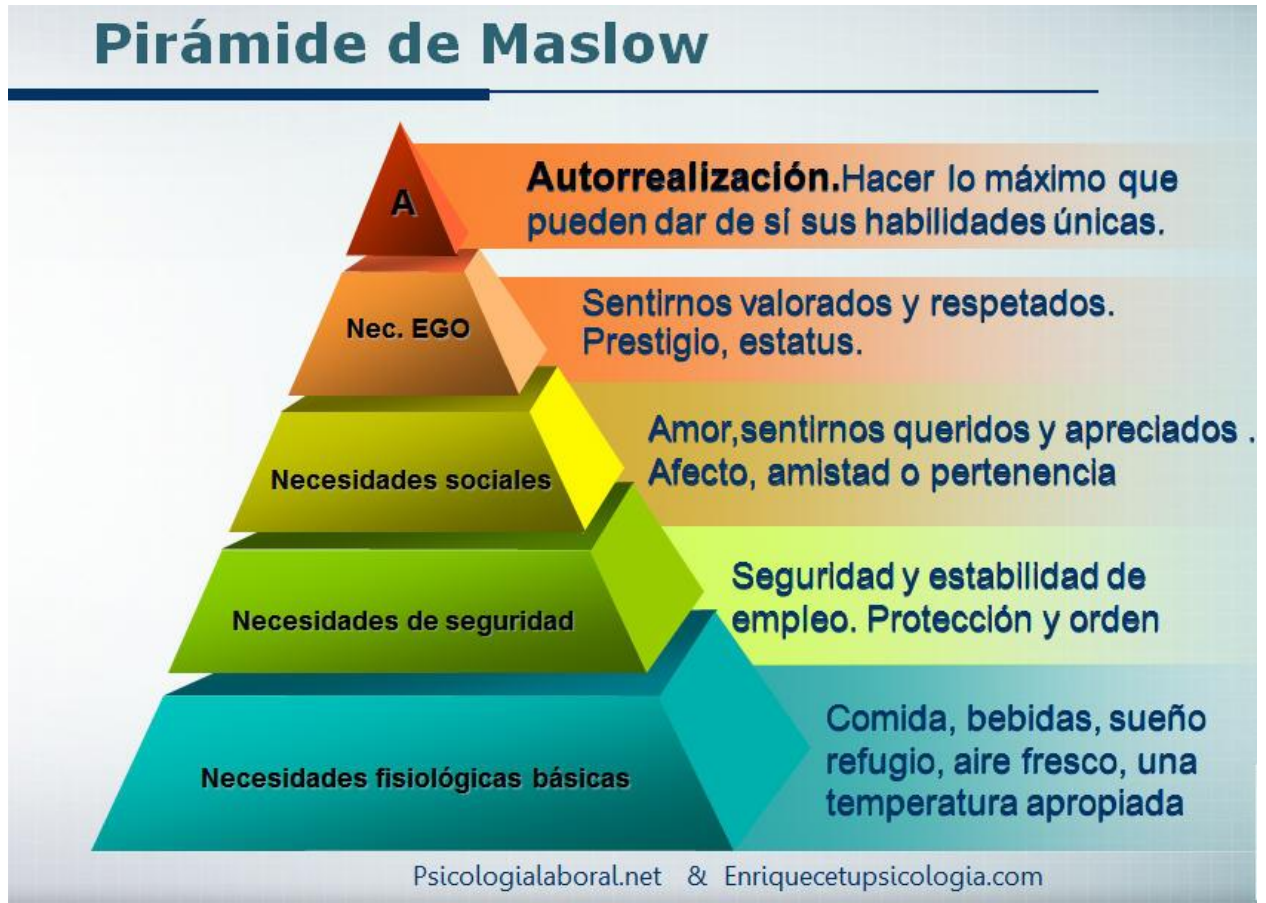 Pirámide de Maslow
A
Autorrealización.Hacer lo máximo que
pueden dar de sí sus habilidades únicas.
Nec. EGO
Sentirnos valorados y respetados.
Prestigio, estatus.
Necesidades sociales
Amor,sentirnos queridos y apreciados .
Afecto, amistad o pertenencia
Necesidades de seguridad
Seguridad y estabilidad de
empleo. Protección y orden
Necesidades fisiológicas básicas
Comida, bebidas, sueño
refugio, aire fresco, una
temperatura apropiada
Psicologialaboral.net & Enriquecetupsicologia.com